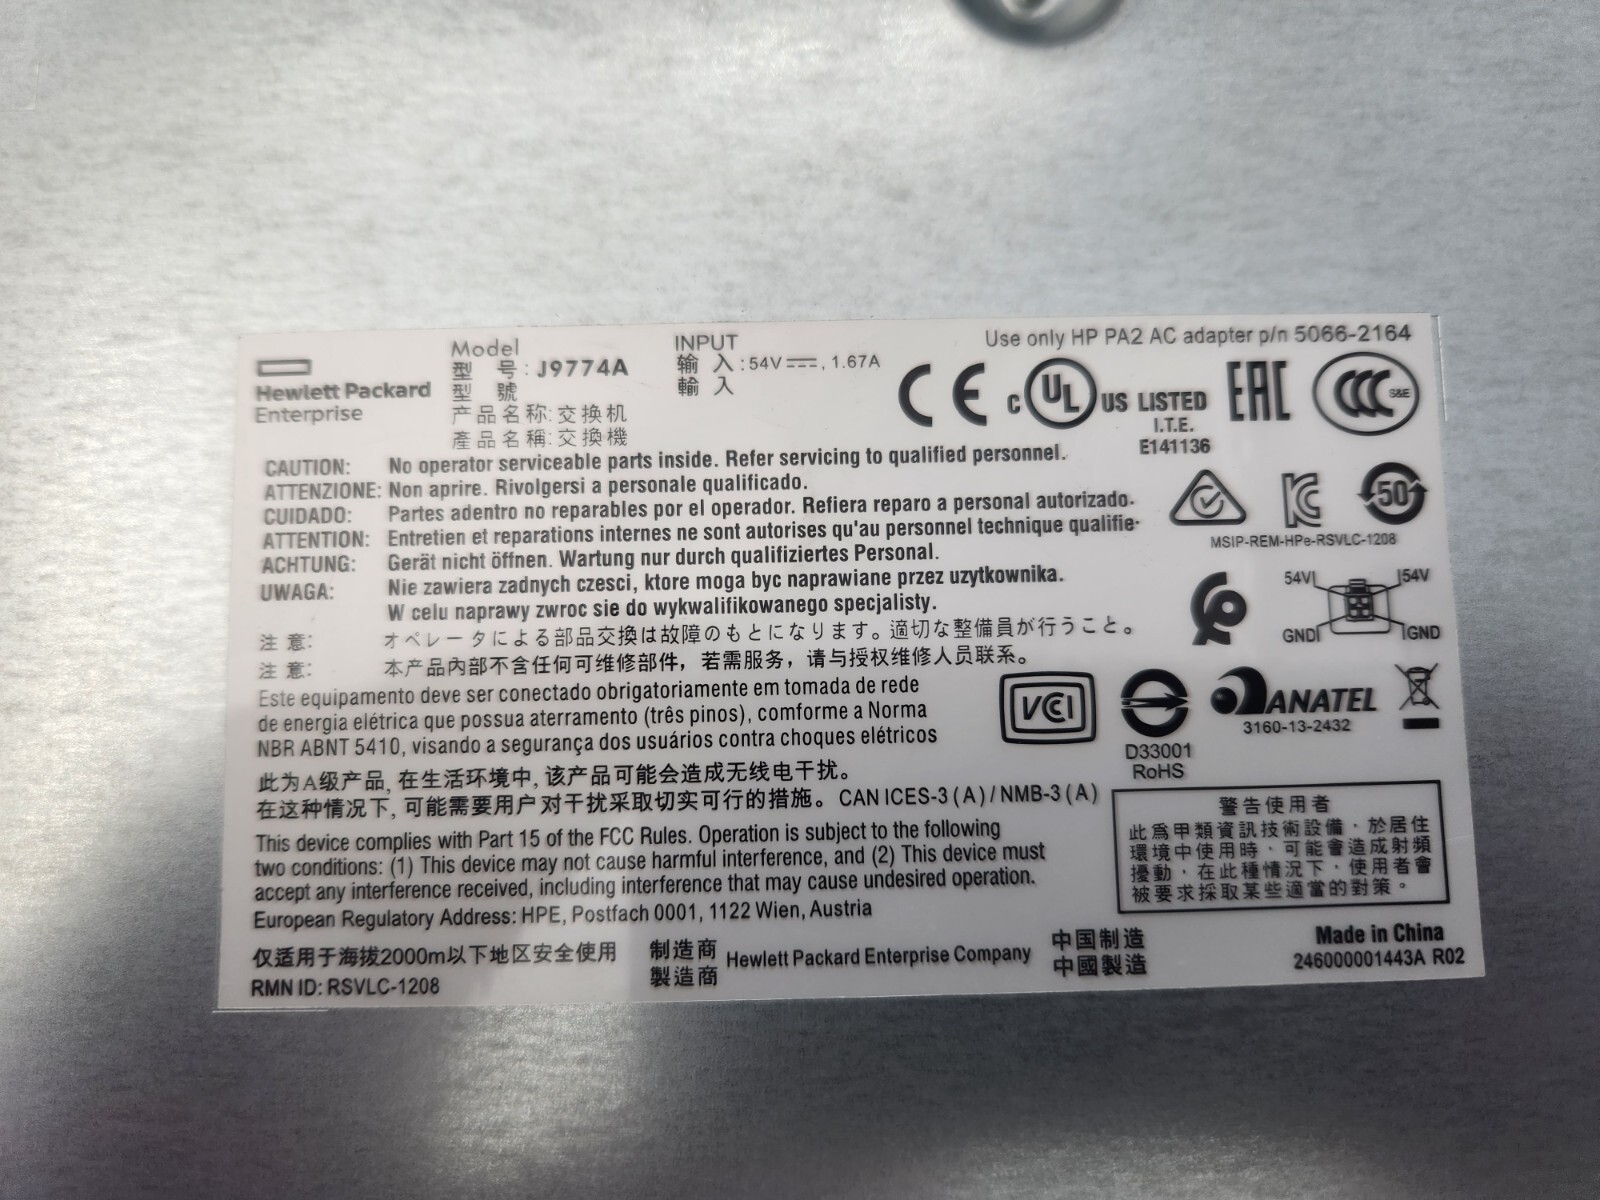 Hewlett Packard
Enterprise
Model
型 号 : J9774A
型 號
产品名称: 交换机
產品名稱: 交換機
INPUT
输 入 : 54V ⎓, 1.67A
輸 入
Use only HP PA2 AC adapter p/n 5066-2164
CE
C UL US LISTED
I.T.E.
E141136
EAC
CCC S&E
CAUTION: No operator serviceable parts inside. Refer servicing to qualified personnel.
ATTENZIONE: Non aprire. Rivolgersi a personale qualificado.
CUIDADO: Partes adentro no reparables por el operador. Refiera reparo a personal autorizado.
ATTENTION: Entretien et reparations internes ne sont autorises qu'au personnel technique qualifie.
ACHTUNG: Gerät nicht öffnen. Wartung nur durch qualifiziertes Personal.
UWAGA: Nie zawiera zadnych czesci, ktore moga byc naprawiane przez uzytkownika.
W celu naprawy zwroc sie do wykwalifikowanego specjalisty.
注 意: オペレータによる部品交換は故障のもとになります。適切な整備員が行うこと。
注 意: 本产品内部不含任何可维修部件，若需服务，请与授权维修人员联系。
50
MSIP-REM-HPe-RSVLC-1208
54V 54V
GND GND
Este equipamento deve ser conectado obrigatoriamente em tomada de rede
de energia elétrica que possua aterramento (três pinos), comforme a Norma
NBR ABNT 5410, visando a segurança dos usuários contra choques elétricos
VCI
D33001
RoHS
ANATEL
3160-13-2432
此为A级产品, 在生活环境中, 该产品可能会造成无线电干扰。
在这种情况下, 可能需要用户对干扰采取切实可行的措施。 CAN ICES-3 (A) / NMB-3 (A)
This device complies with Part 15 of the FCC Rules. Operation is subject to the following
two conditions: (1) This device may not cause harmful interference, and (2) This device must
accept any interference received, including interference that may cause undesired operation.
European Regulatory Address: HPE, Postfach 0001, 1122 Wien, Austria
警告使用者
此為甲類資訊技術設備，於居住
環境中使用時，可能會造成射頻
擾動，在此種情況下，使用者會
被要求採取某些適當的對策。
仅适用于海拔2000m以下地区安全使用
RMN ID: RSVLC-1208
制造商
製造商
Hewlett Packard Enterprise Company
中国制造
中國製造
Made in China
246000001443A R02